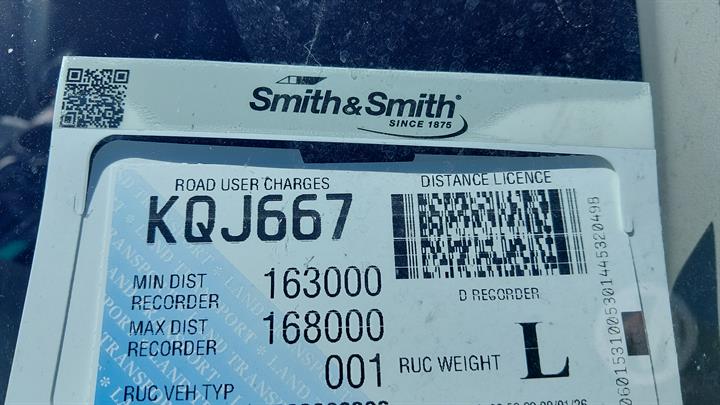 Smith&Smith®
SINCE 1875
ROAD USER CHARGES
DISTANCE LICENCE
KQJ667
MIN DIST RECORDER 163000
D RECORDER
MAX DIST RECORDER 168000
RUC VEH TYP 001
RUC WEIGHT L
0601531005301445320498